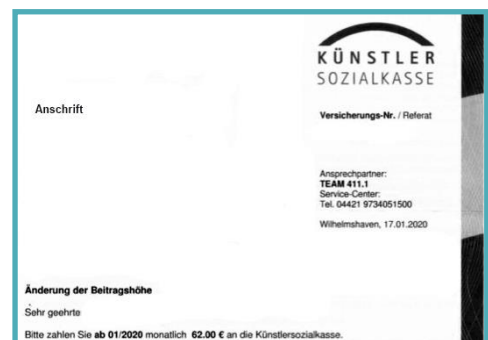 KÜNSTLER
SOZIALKASSE
Anschrift
Versicherungs-Nr. / Referat
Ansprechpartner:
TEAM 411.1
Service-Center:
Tel. 04421 9734051500
Wilhelmshaven, 17.01.2020
Änderung der Beitragshöhe
Sehr geehrte
Bitte zahlen Sie ab 01/2020 monatlich 62.00 € an die Künstlersozialkasse.